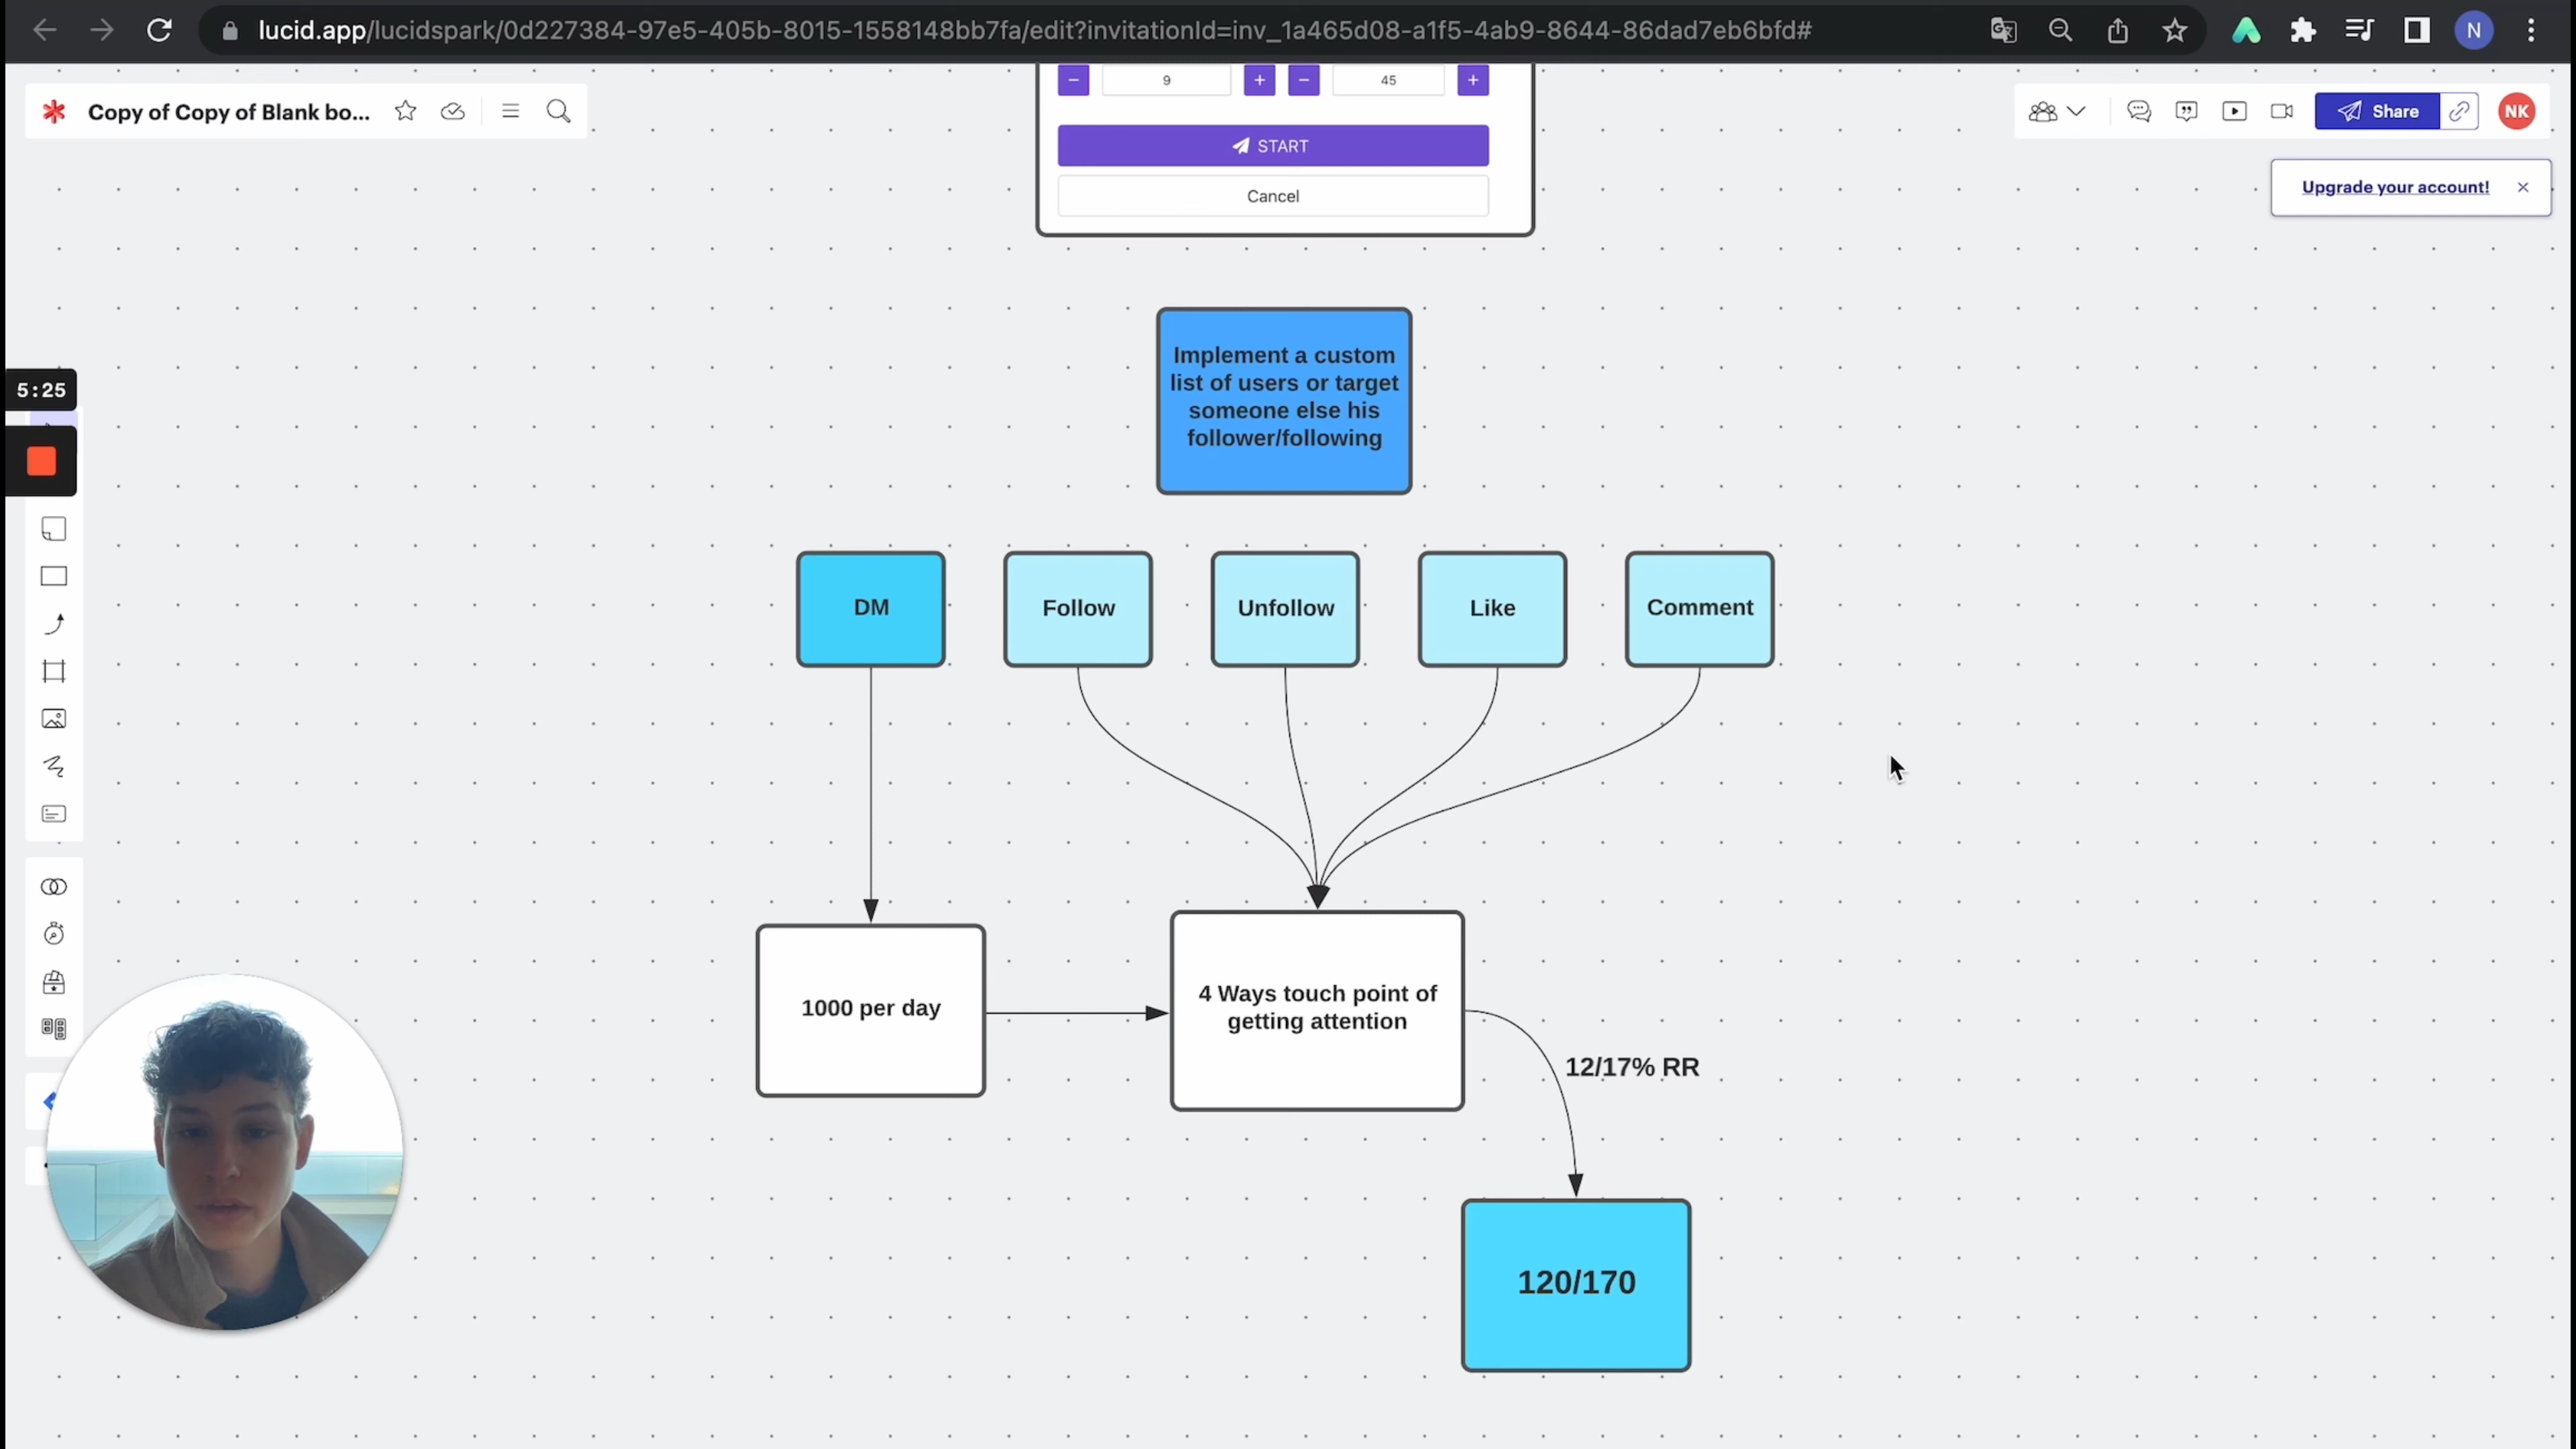 lucid.app/lucidspark/0d227384-97e5-405b-8015-1558148bb7fa/edit?invitationId=inv_1a465d08-a1f5-4ab9-8644-86dad7eb6bfd#
N
Copy of Copy of Blank bo...
Share
NK
Upgrade your account!
9
45
START
Cancel
5:25
Implement a custom
list of users or target
someone else his
follower/following
DM
Follow
Unfollow
Like
Comment
1000 per day
4 Ways touch point of
getting attention
12/17% RR
120/170